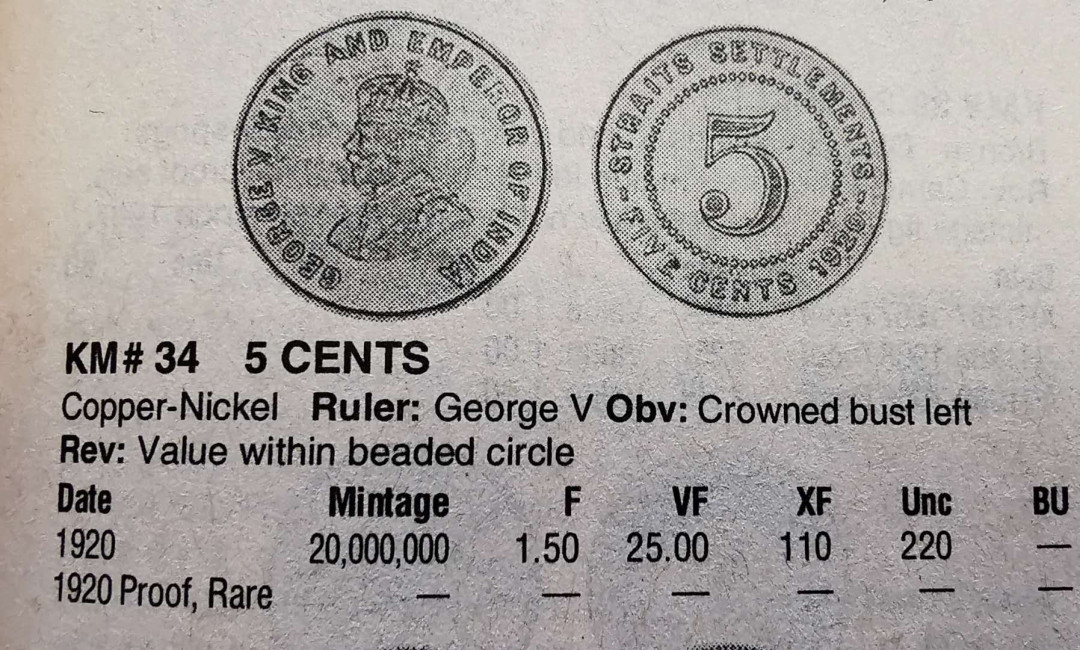 GEORGE V KING AND EMPEROR OF INDIA
STRAITS SETTLEMENTS
5
FIVE CENTS 1920
KM# 34 5 CENTS
Copper-Nickel Ruler: George V Obv: Crowned bust left
Rev: Value within beaded circle
Date Mintage F VF XF Unc BU
1920 20,000,000 1.50 25.00 110 220 —
1920 Proof, Rare — — — — — —